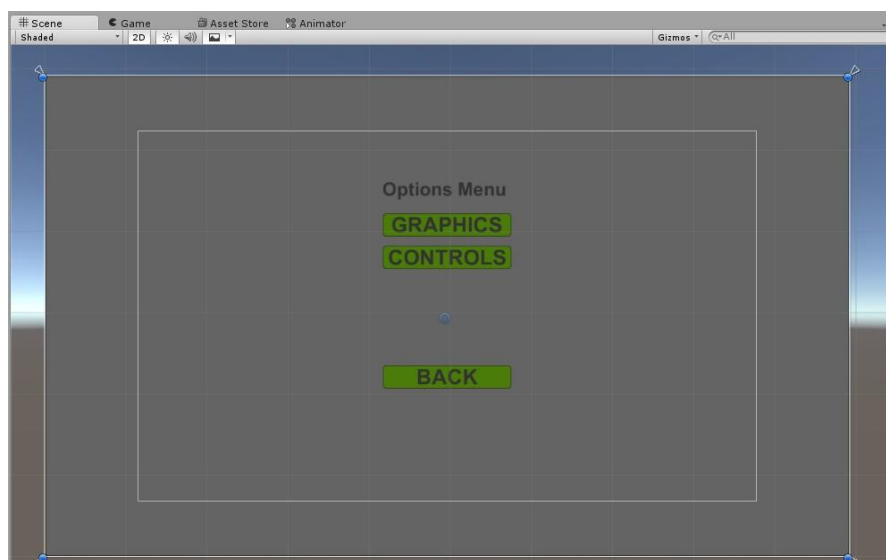 Scene Game Asset Store Animator
Shaded 2D Gizmos All
Options Menu
GRAPHICS
CONTROLS
BACK